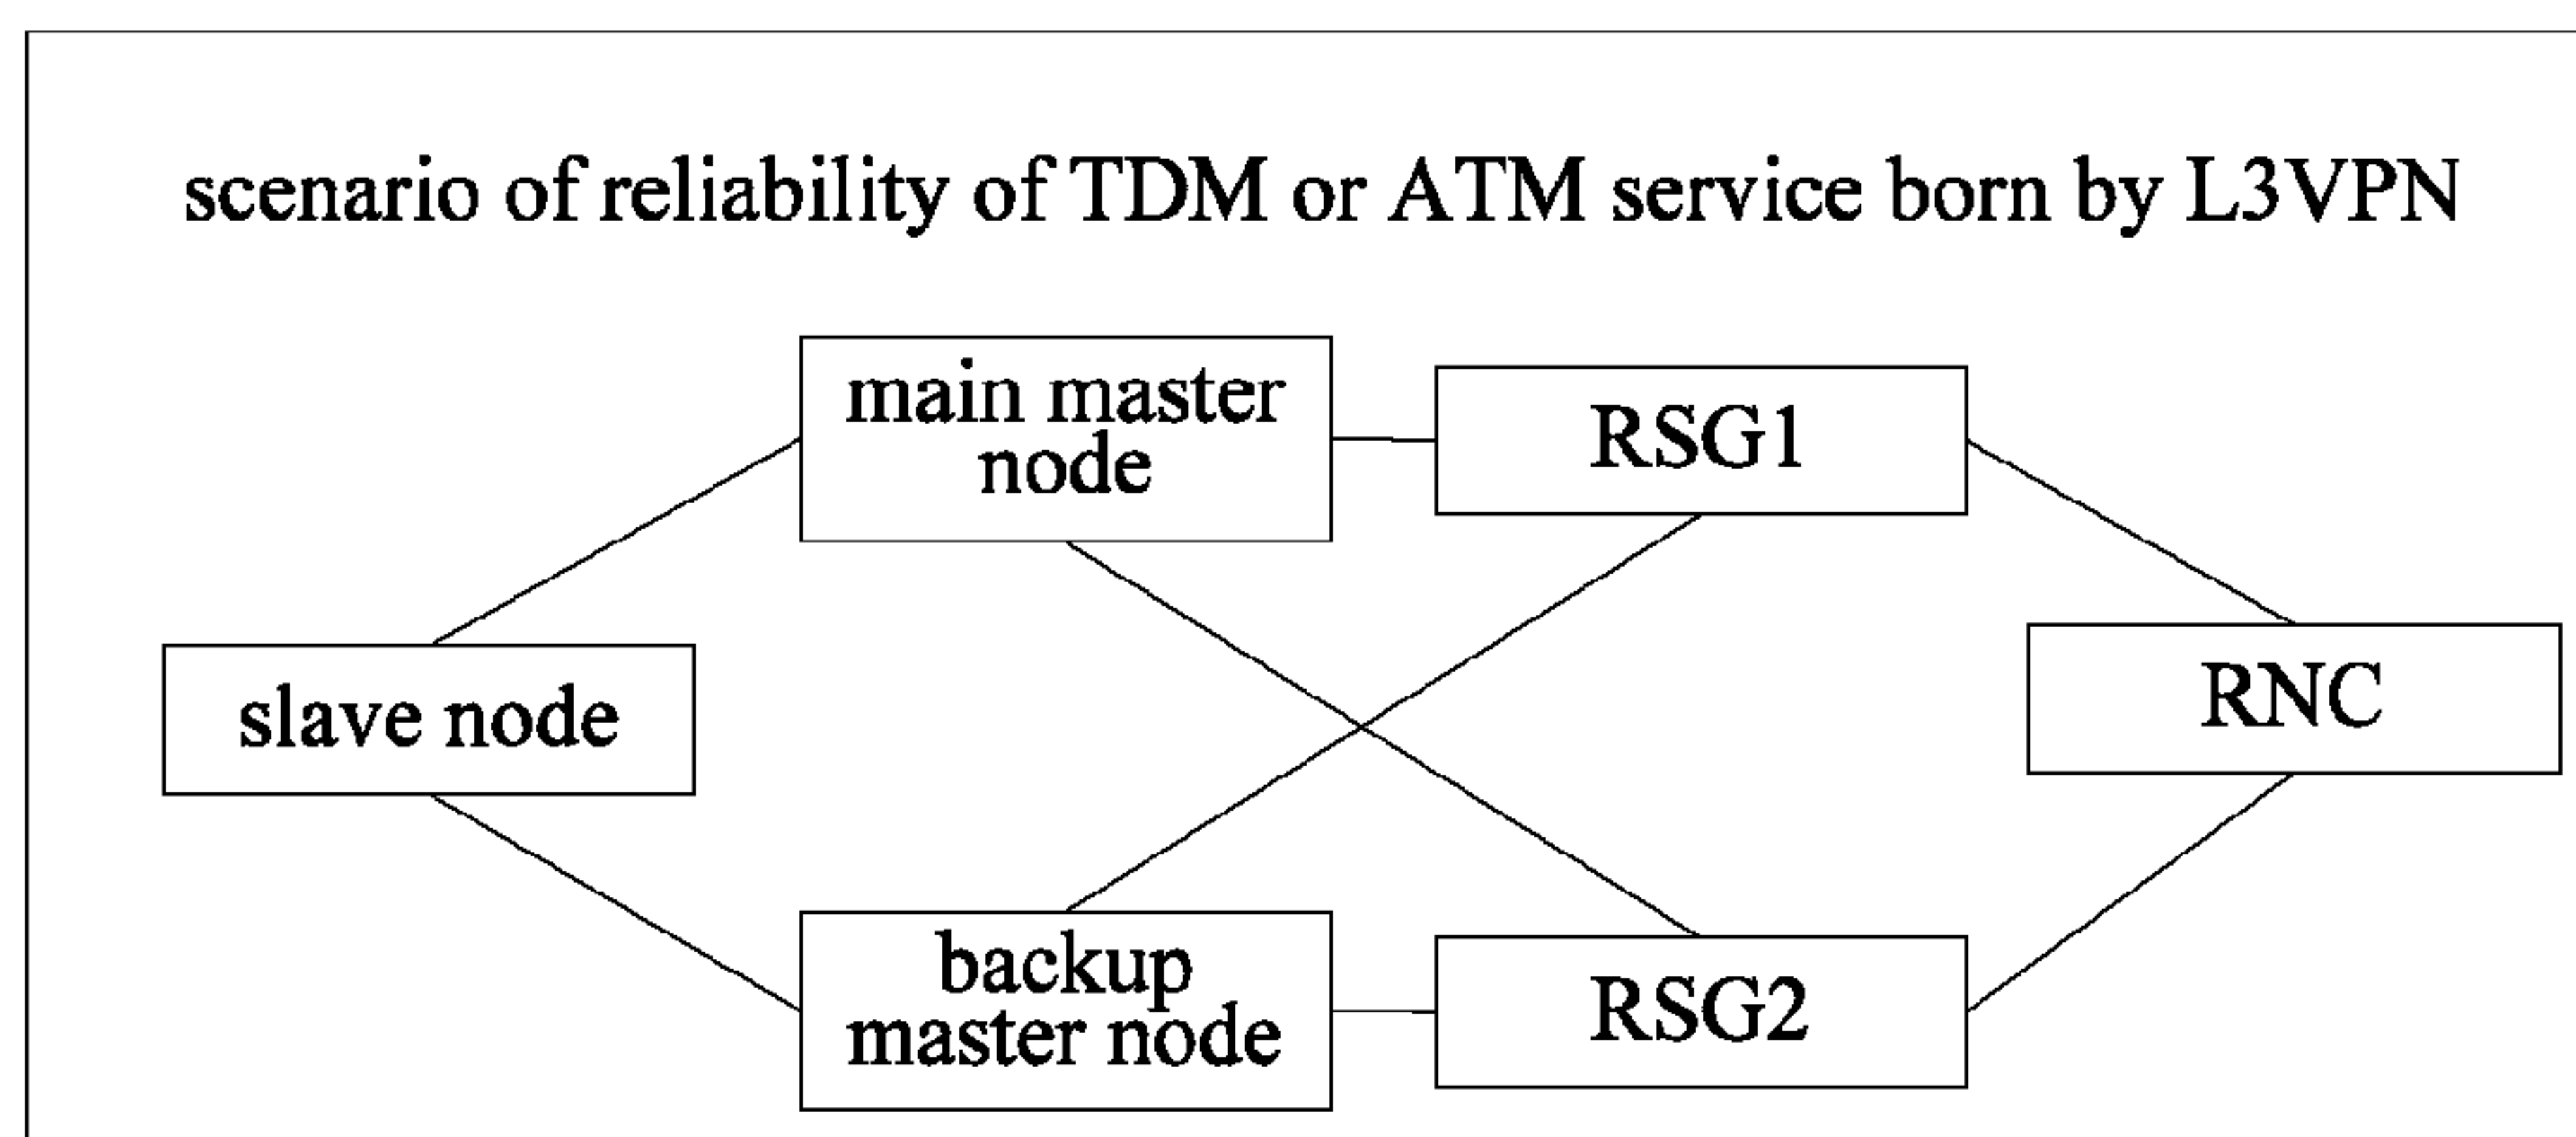 scenario of reliability of TDM or ATM service born by L3VPN
main master
node
RSG1
slave node
RNC
backup
master node
RSG2